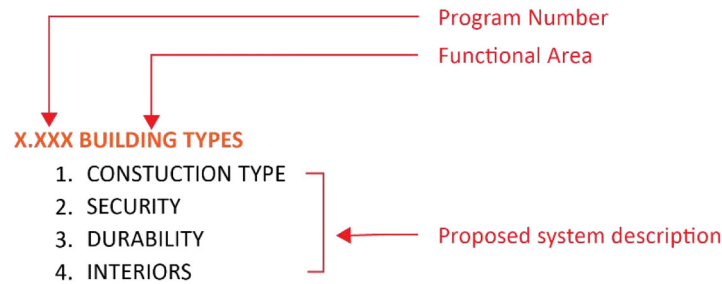 Program Number
Functional Area
X.XXX BUILDING TYPES
1. CONSTUCTION TYPE
2. SECURITY
3. DURABILITY
Proposed system description
4. INTERIORS